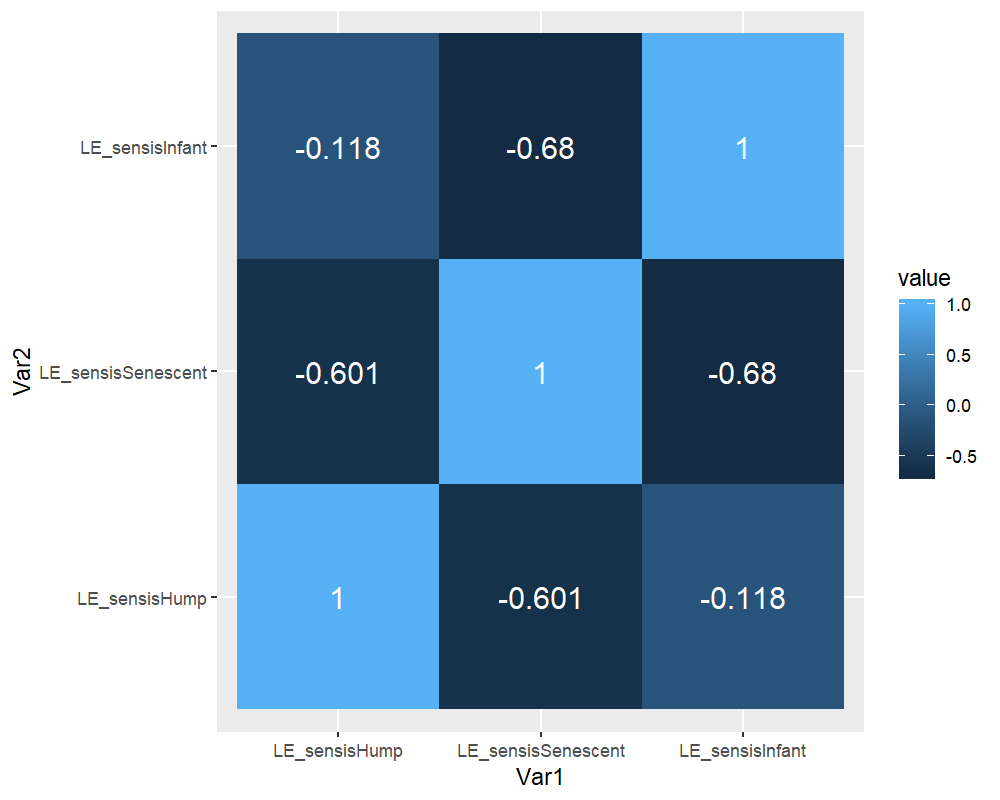 LE_sensisInfant
-0.118
-0.68
1
value
1.0
0.5
0.0
-0.5
Var2
LE_sensisSenescent
-0.601
1
-0.68
LE_sensisHump
1
-0.601
-0.118
LE_sensisHump
LE_sensisSenescent
LE_sensisInfant
Var1